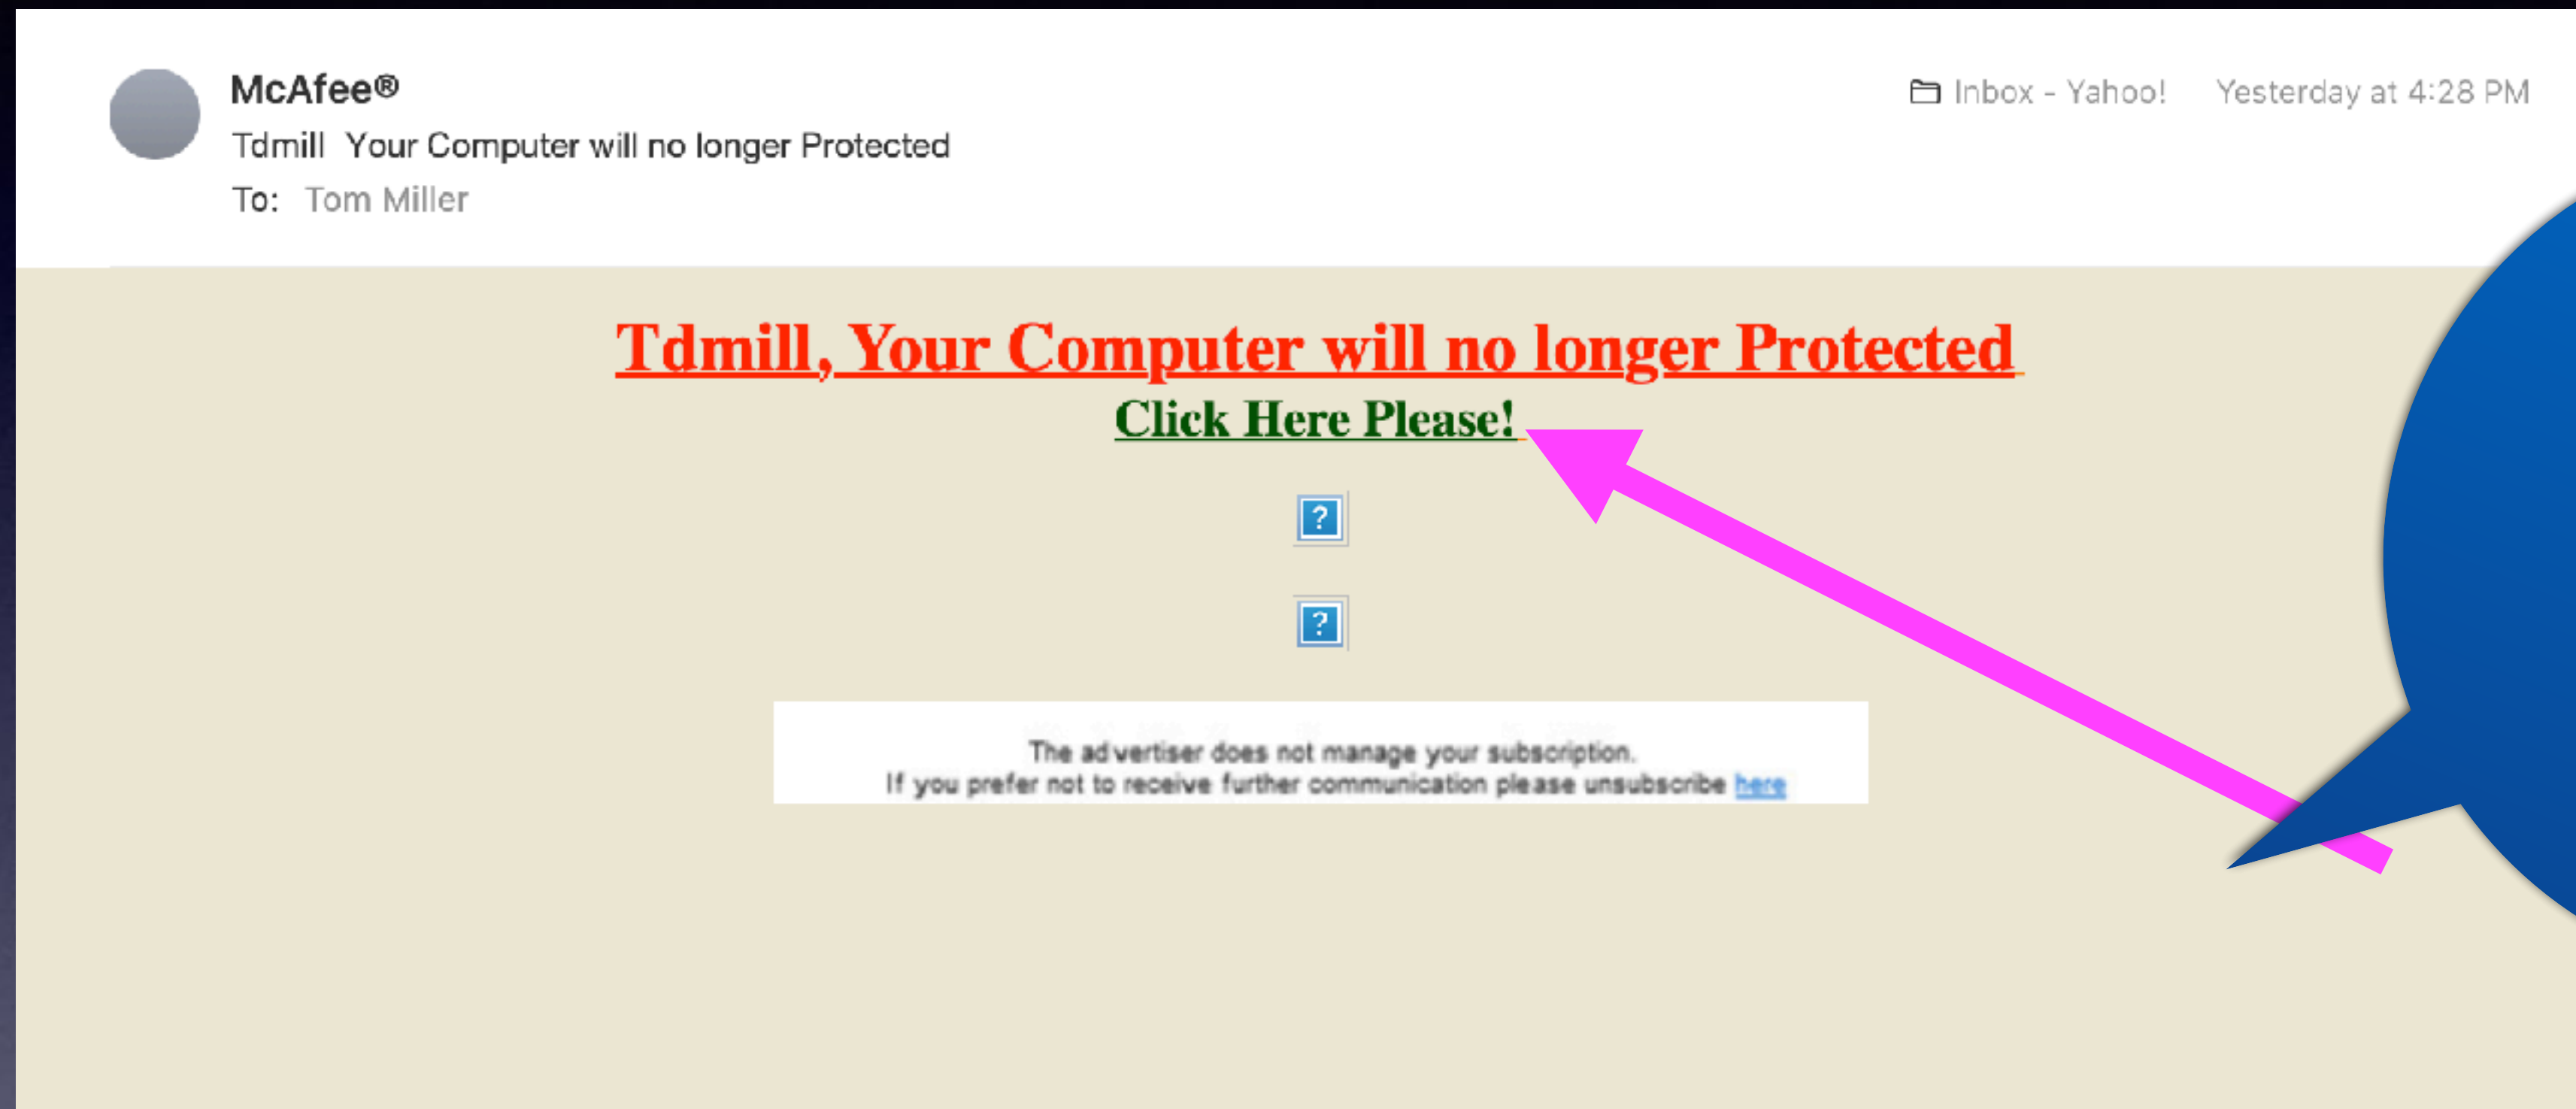 McAfee®
Inbox - Yahoo! Yesterday at 4:28 PM
Tdmill Your Computer will no longer Protected
To: Tom Miller
Tdmill, Your Computer will no longer Protected
Click Here Please!
?
?
The advertiser does not manage your subscription.
If you prefer not to receive further communication please unsubscribe here